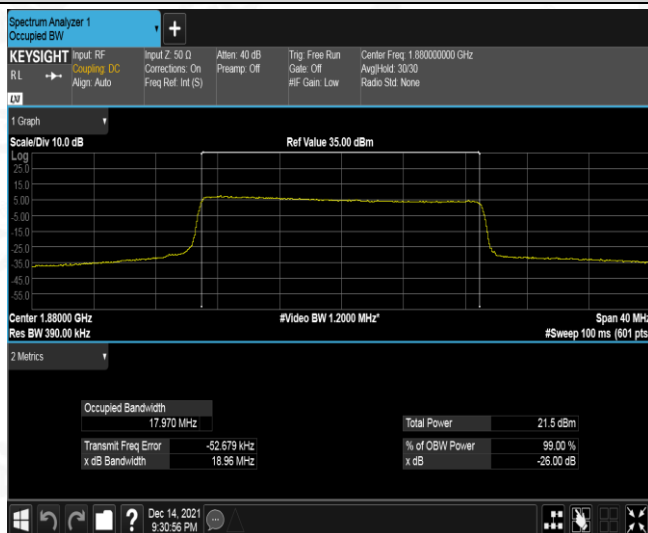 Spectrum Analyzer 1
Occupied BW
KEYSIGHT
RL
Input: RF
Coupling: DC
Align: Auto
Input Z: 50 Ω
Corrections: On
Freq Ref: Int (S)
Atten: 40 dB
Preamp: Off
Trig: Free Run
Gate: Off
#IF Gain: Low
Center Freq: 1.880000000 GHz
Avg|Hold: 30/30
Radio Std: None
LXI
1 Graph
Scale/Div 10.0 dB
Ref Value 35.00 dBm
Log
25.0
15.0
5.00
-5.00
-15.0
-25.0
-35.0
-45.0
-55.0
Center 1.88000 GHz
#Video BW 1.2000 MHz*
Span 40 MHz
Res BW 390.00 kHz
#Sweep 100 ms (601 pts
2 Metrics
Occupied Bandwidth
17.970 MHz
Total Power 21.5 dBm
Transmit Freq Error -52.679 kHz
% of OBW Power 99.00 %
x dB Bandwidth 18.96 MHz
x dB -26.00 dB
?
Dec 14, 2021
9:30:56 PM